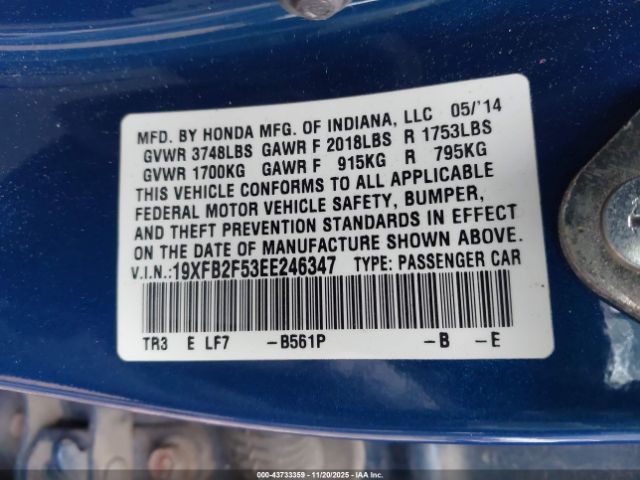 MFD. BY HONDA MFG. OF INDIANA, LLC 05/'14
GVWR 3748LBS GAWR F 2018LBS R 1753LBS
GVWR 1700KG GAWR F 915KG R 795KG
THIS VEHICLE CONFORMS TO ALL APPLICABLE
FEDERAL MOTOR VEHICLE SAFETY, BUMPER,
AND THEFT PREVENTION STANDARDS IN EFFECT
ON THE DATE OF MANUFACTURE SHOWN ABOVE.
V.I.N.:19XFB2F53EE246347 TYPE: PASSENGER CAR
TR3 E LF7 -B561P -B -E
000-43733359 | 11/20/2025 - IAA Inc.